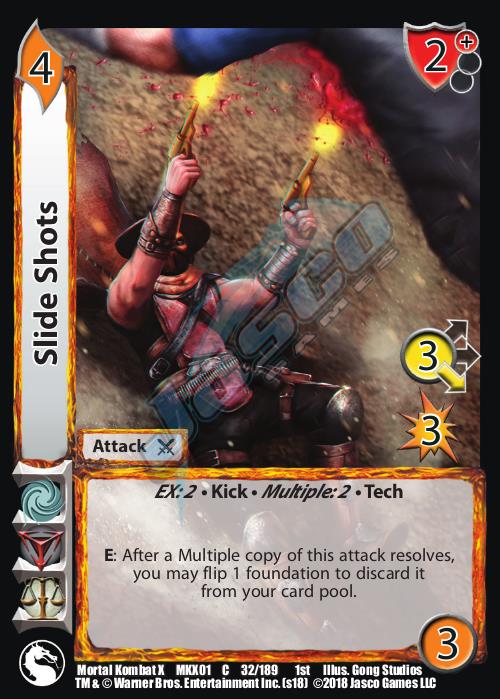 4
2
+
Slide Shots
JASCO
GAMES
3
3
Attack
EX: 2 • Kick • Multiple: 2 • Tech
E: After a Multiple copy of this attack resolves,
you may flip 1 foundation to discard it
from your card pool.
3
Mortal Kombat X MKX01 C 32/189 1st Illus. Gong Studios
TM & © Warner Bros. Entertainment Inc. (s18) ©2018 Jasco Games LLC